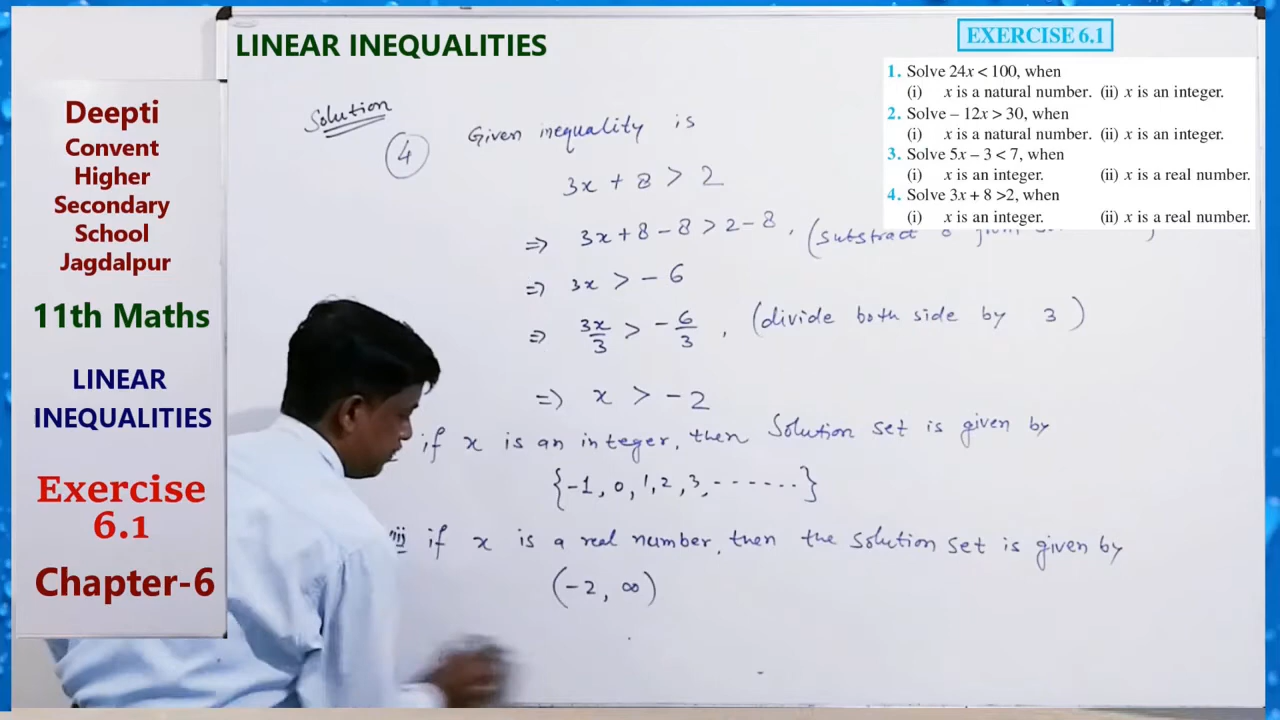 LINEAR INEQUALITIES
EXERCISE 6.1
1. Solve 24x < 100, when
(i) x is a natural number. (ii) x is an integer.
2. Solve – 12x > 30, when
(i) x is a natural number. (ii) x is an integer.
3. Solve 5x – 3 < 7, when
(i) x is an integer. (ii) x is a real number.
4. Solve 3x + 8 >2, when
(i) x is an integer. (ii) x is a real number.
Deepti
Convent
Higher
Secondary
School
Jagdalpur
11th Maths
LINEAR
INEQUALITIES
Exercise
6.1
Chapter-6
Solution
4 Given inequality is
3x + 8 > 2
⇒ 3x + 8 - 8 > 2 - 8, (substract
⇒ 3x > - 6
⇒ 3x/3 > -6/3, (divide both side by 3)
⇒ x > -2
if x is an integer, then Solution set is given by
{-1, 0, 1, 2, 3, - - - - - - -}
iii if x is a real number, then the solution set is given by
(-2, ∞)